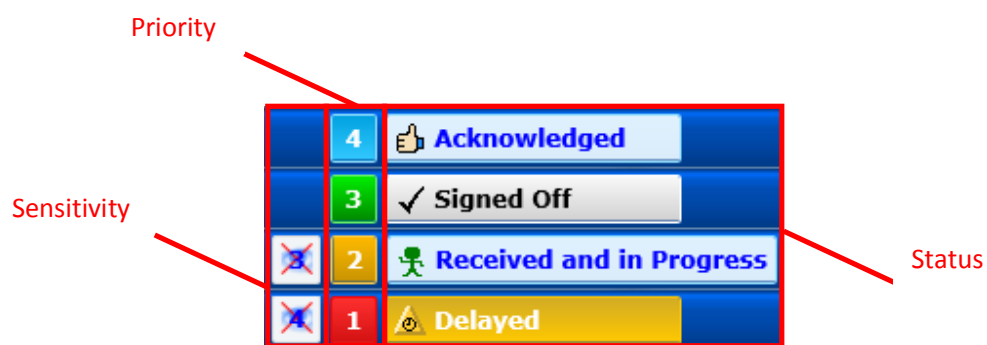 Priority
4 Acknowledged
Sensitivity
3 Signed Off
3 2 Received and in Progress
Status
4 1 Delayed